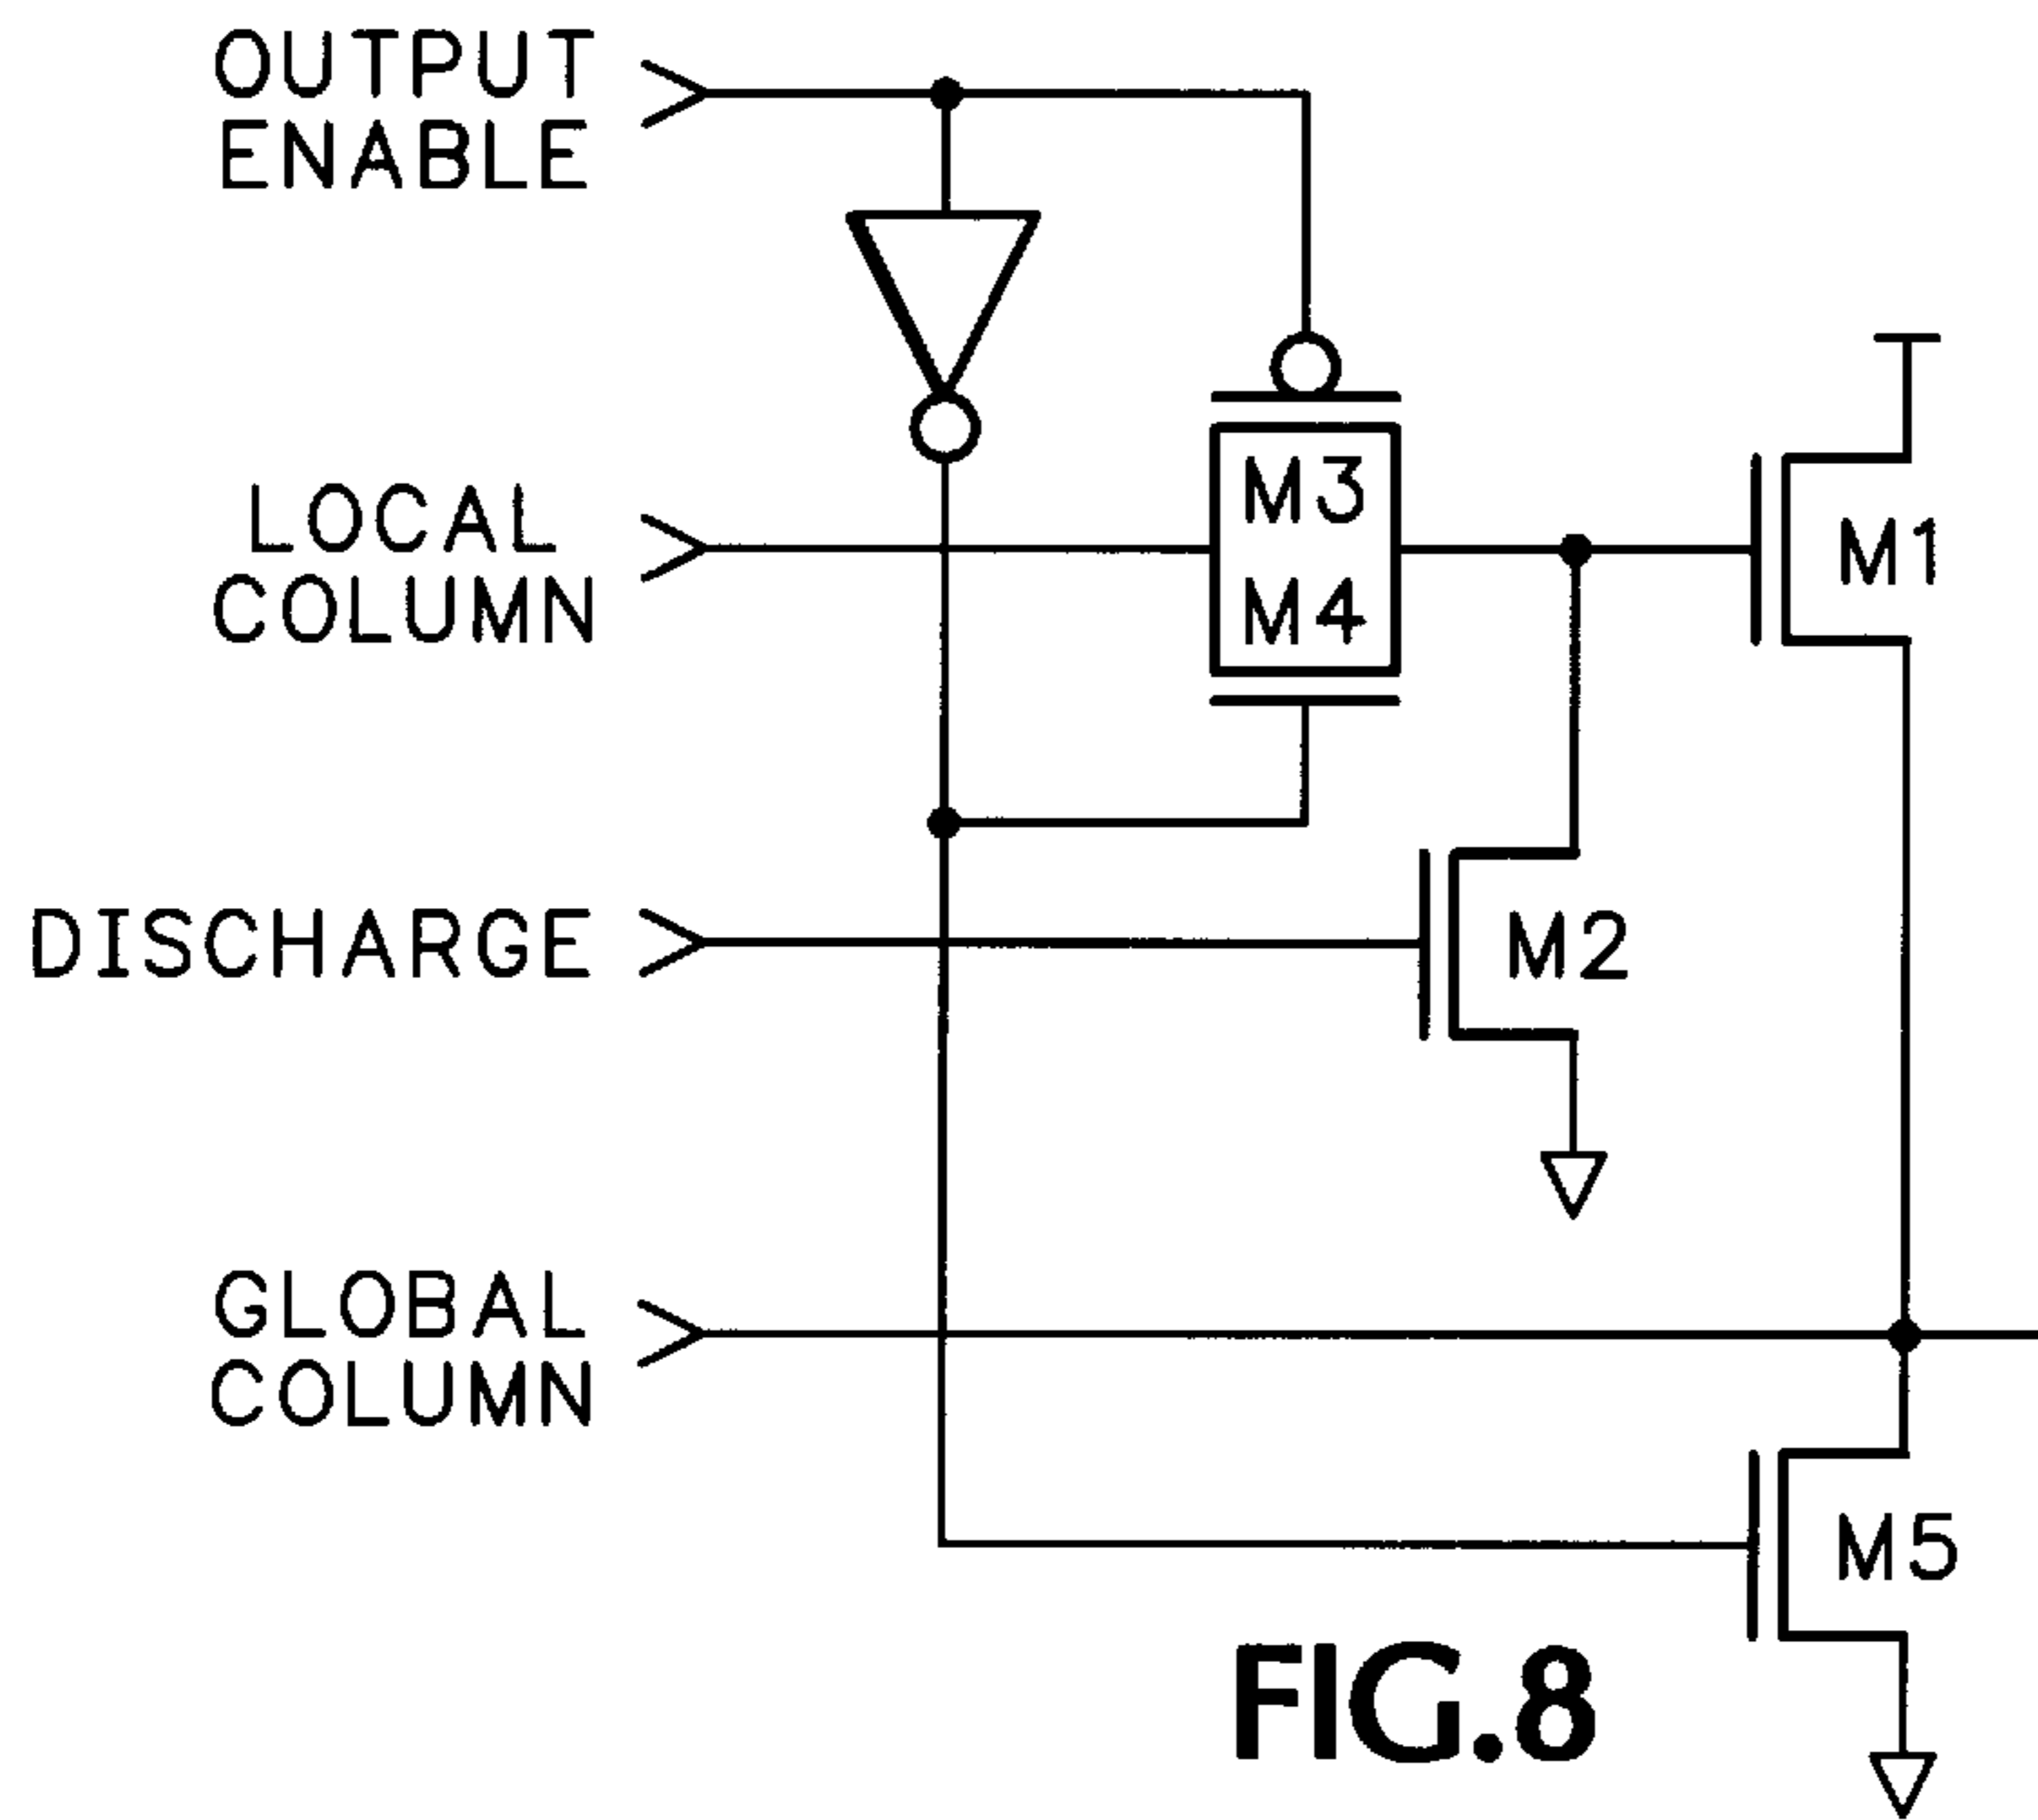 OUTPUT
ENABLE
M3
LOCAL
COLUMN
M1
M4
DISCHARGE
M2
GLOBAL
COLUMN
M5
FIG.8